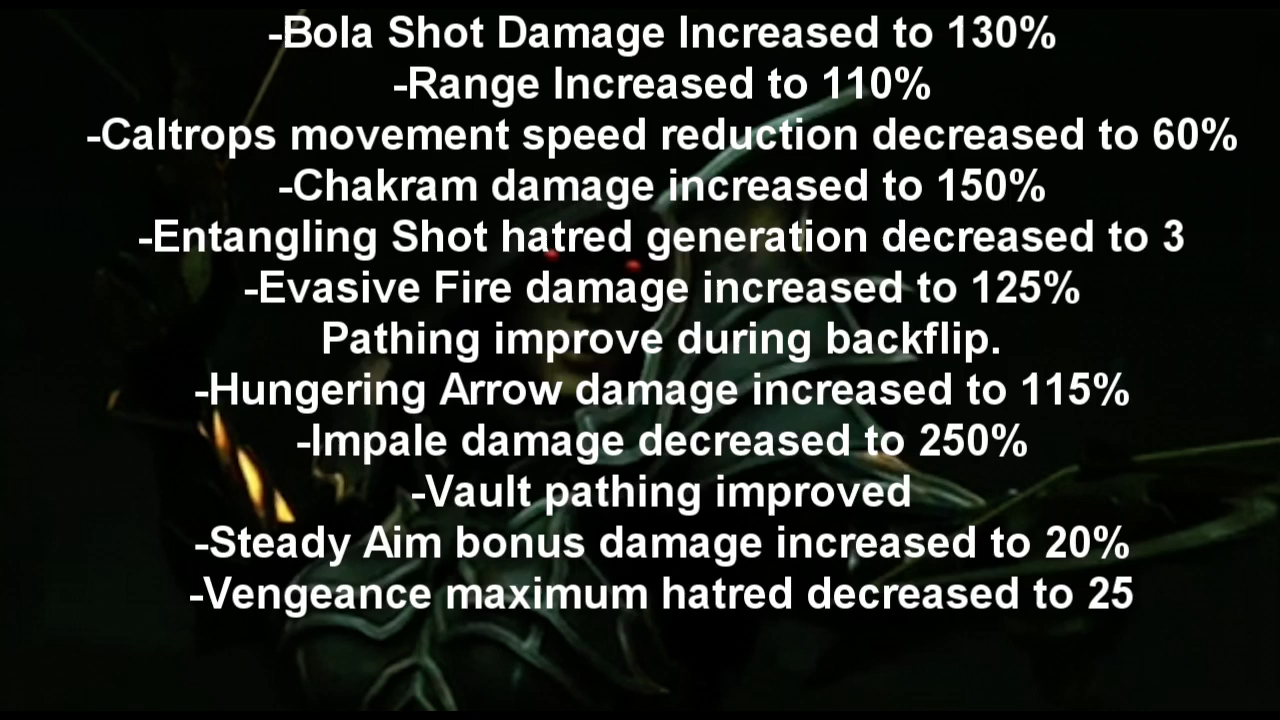 -Bola Shot Damage Increased to 130%
-Range Increased to 110%
-Caltrops movement speed reduction decreased to 60%
-Chakram damage increased to 150%
-Entangling Shot hatred generation decreased to 3
-Evasive Fire damage increased to 125%
Pathing improve during backflip.
-Hungering Arrow damage increased to 115%
-Impale damage decreased to 250%
-Vault pathing improved
-Steady Aim bonus damage increased to 20%
-Vengeance maximum hatred decreased to 25